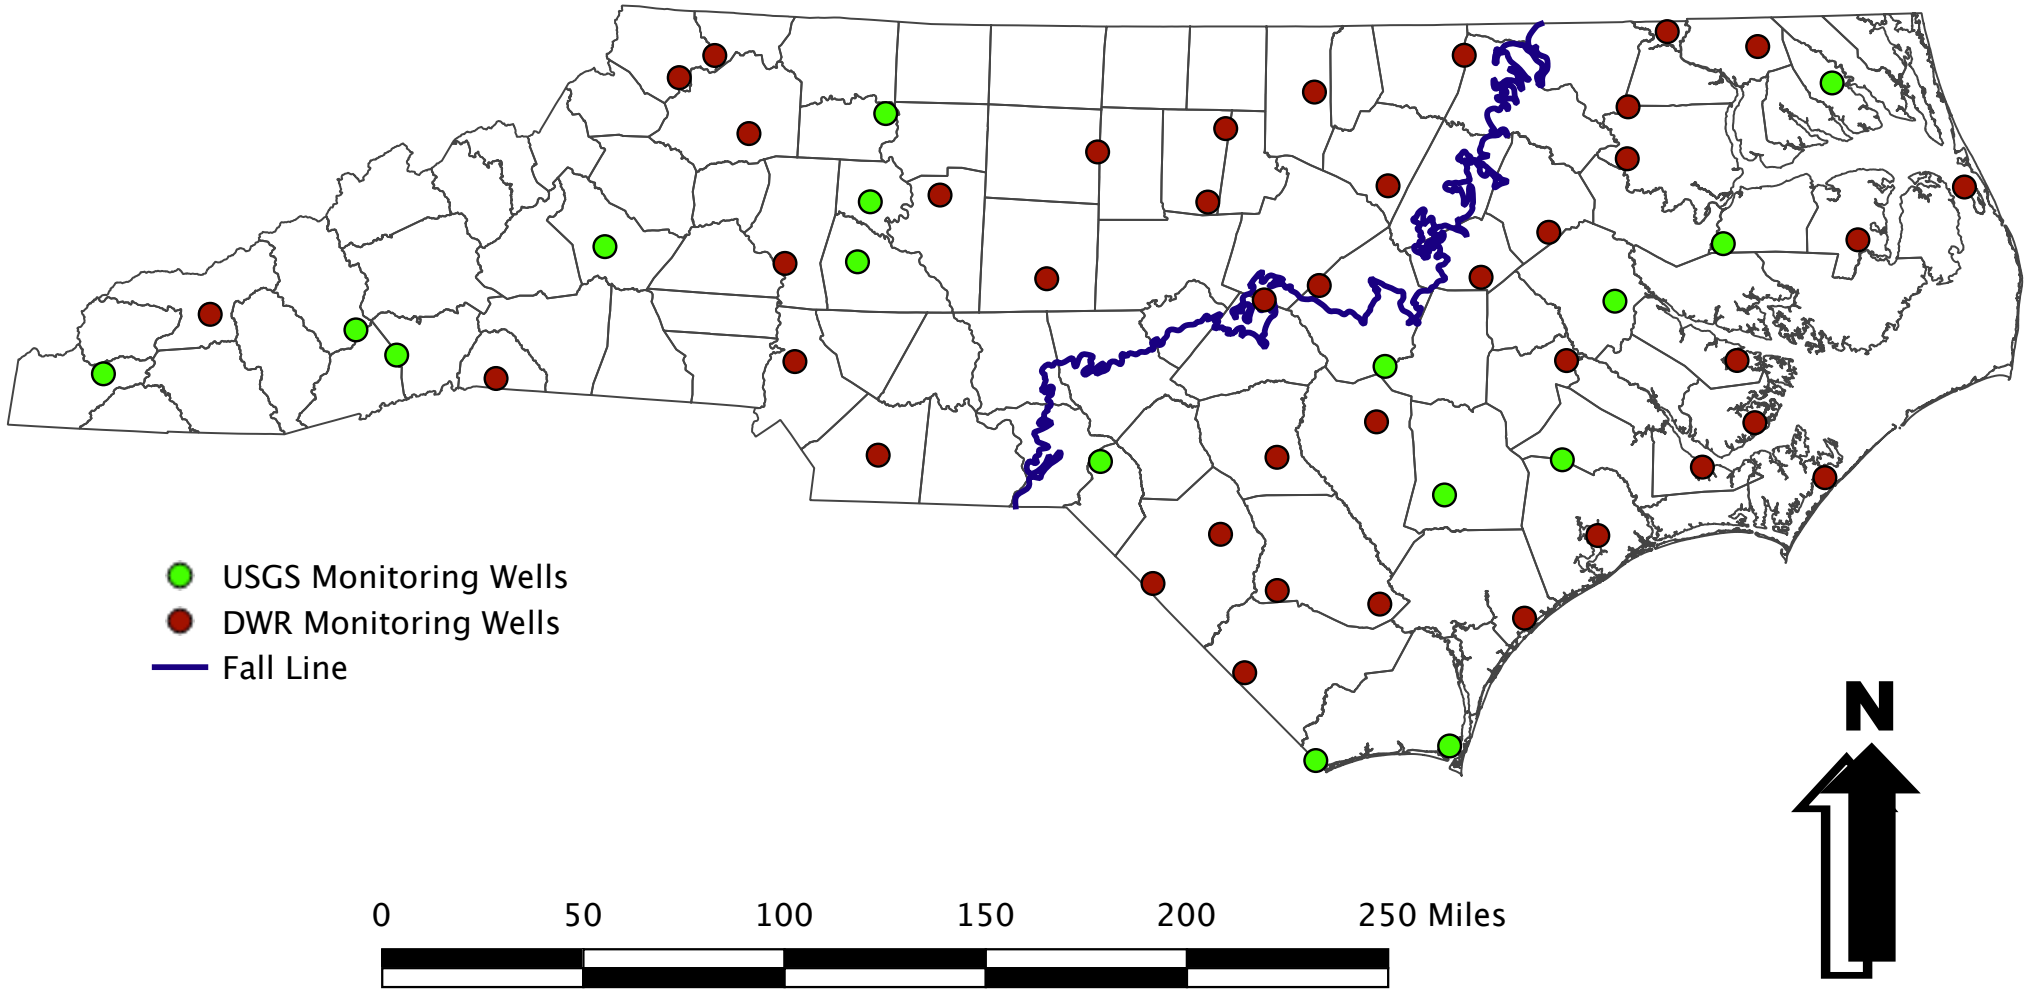 USGS Monitoring Wells
DWR Monitoring Wells
Fall Line
N
0 50 100 150 200 250 Miles